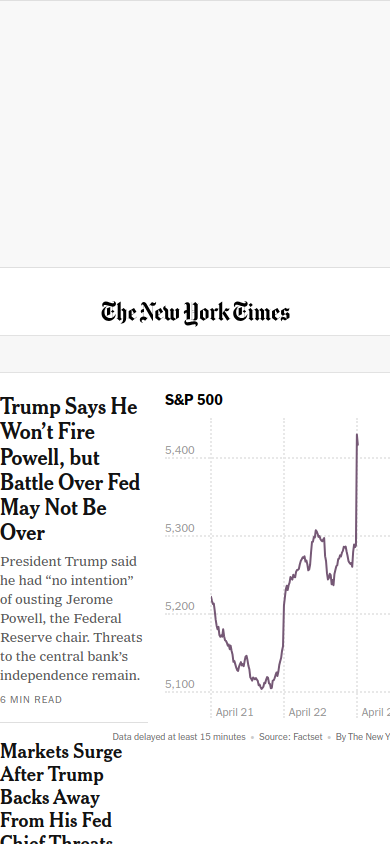 The New York Times
Trump Says He
Won’t Fire
Powell, but
Battle Over Fed
May Not Be
Over
President Trump said
he had “no intention”
of ousting Jerome
Powell, the Federal
Reserve chair. Threats
to the central bank’s
independence remain.
6 MIN READ
S&P 500
5,400
5,300
5,200
5,100
April 21
April 22
April 2
Data delayed at least 15 minutes • Source: Factset • By The New Y
Markets Surge
After Trump
Backs Away
From His Fed
Chief Threats